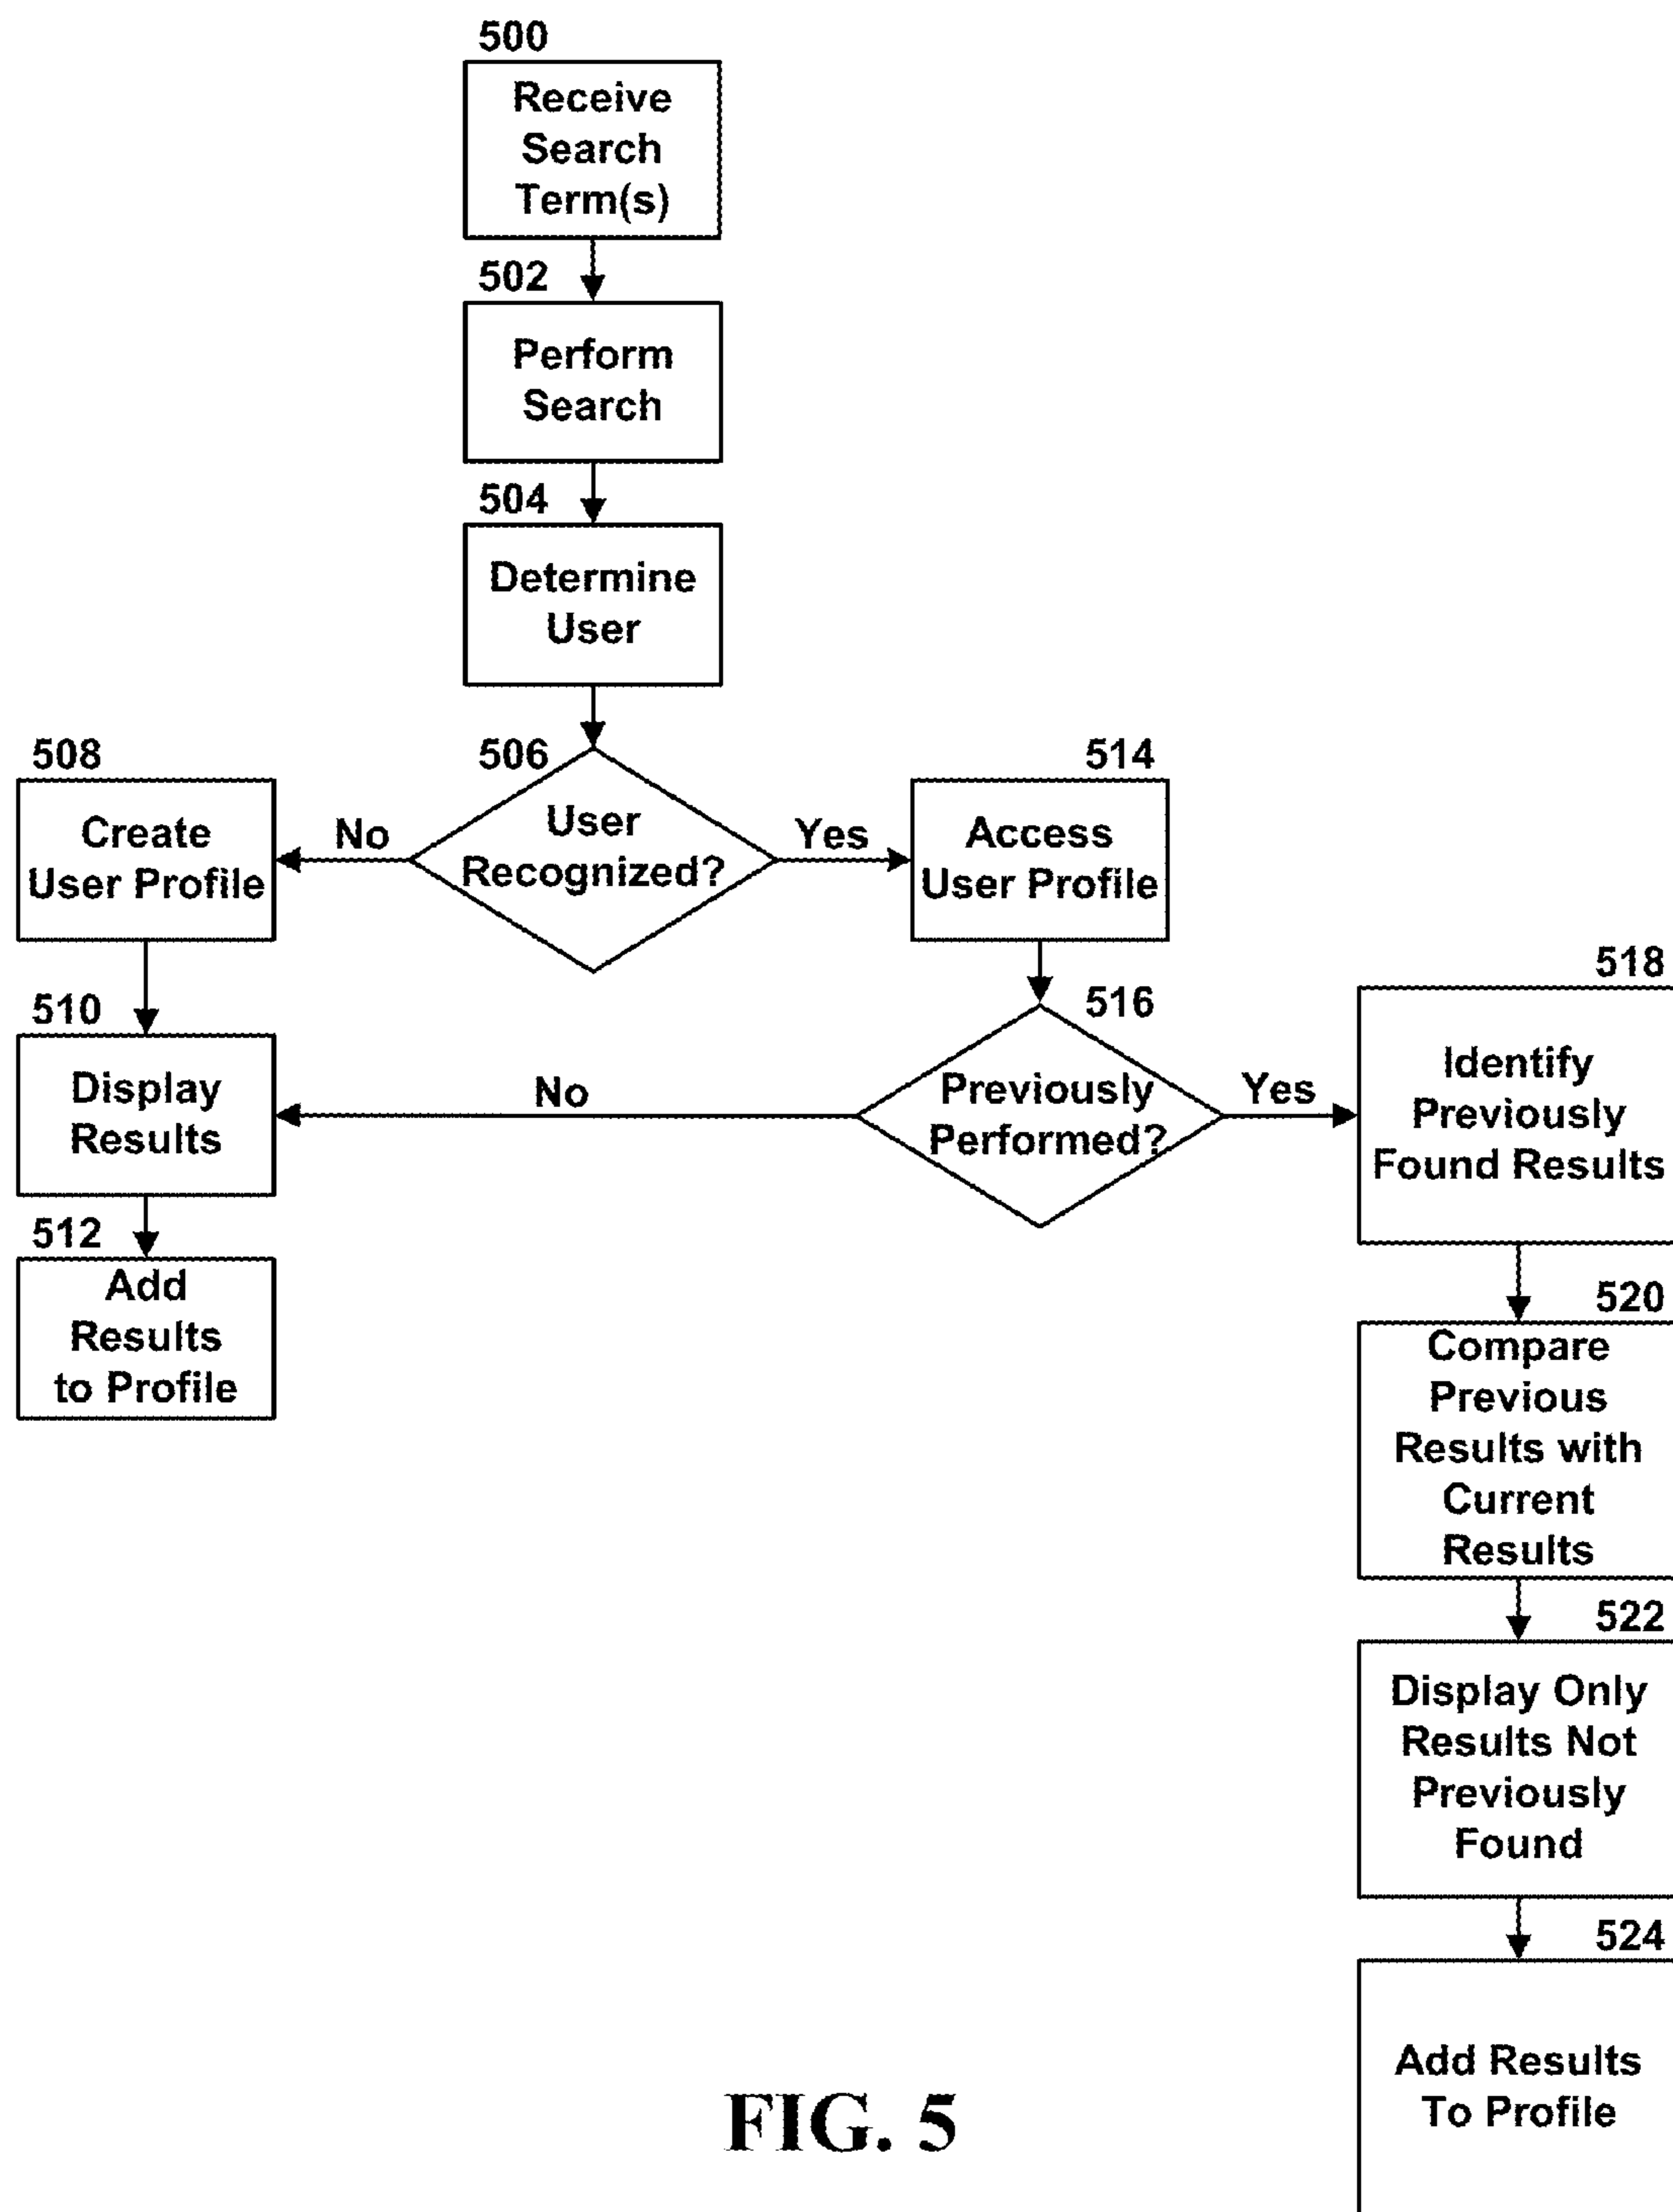 500
Receive
Search
Term(s)
502
Perform
Search
504
Determine
User
506
User
Recognized?
No
Yes
508
Create
User Profile
510
Display
Results
512
Add
Results
to Profile
514
Access
User Profile
516
Previously
Performed?
No
Yes
518
Identify
Previously
Found Results
520
Compare
Previous
Results with
Current
Results
522
Display Only
Results Not
Previously
Found
524
Add Results
To Profile
FIG. 5